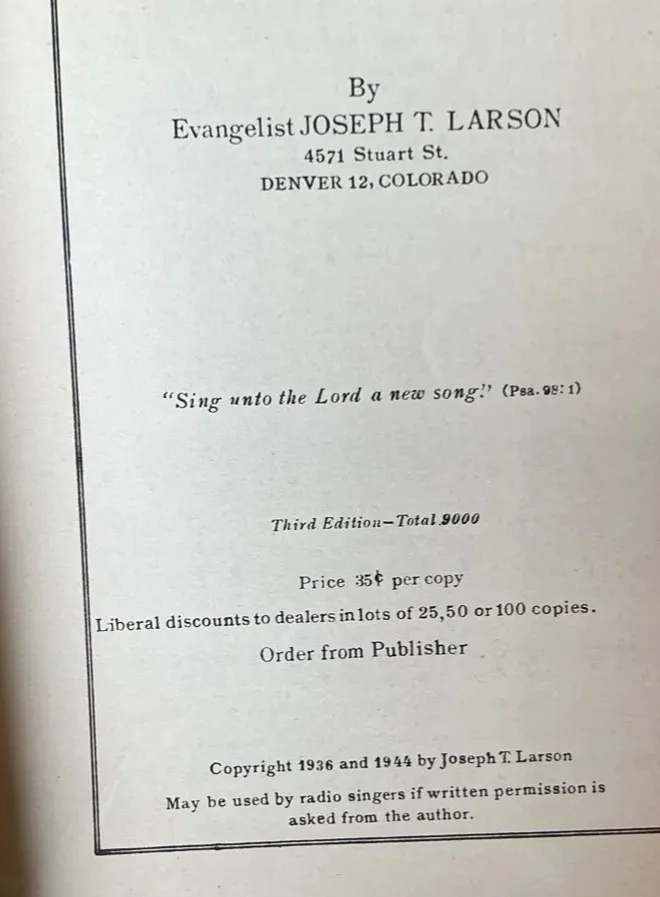 By
Evangelist JOSEPH T. LARSON
4571 Stuart St.
DENVER 12, COLORADO
"Sing unto the Lord a new song!" (Psa. 98:1)
Third Edition—Total 9000
Price 35¢ per copy
Liberal discounts to dealers in lots of 25, 50 or 100 copies.
Order from Publisher
Copyright 1936 and 1944 by Joseph T. Larson
May be used by radio singers if written permission is
asked from the author.